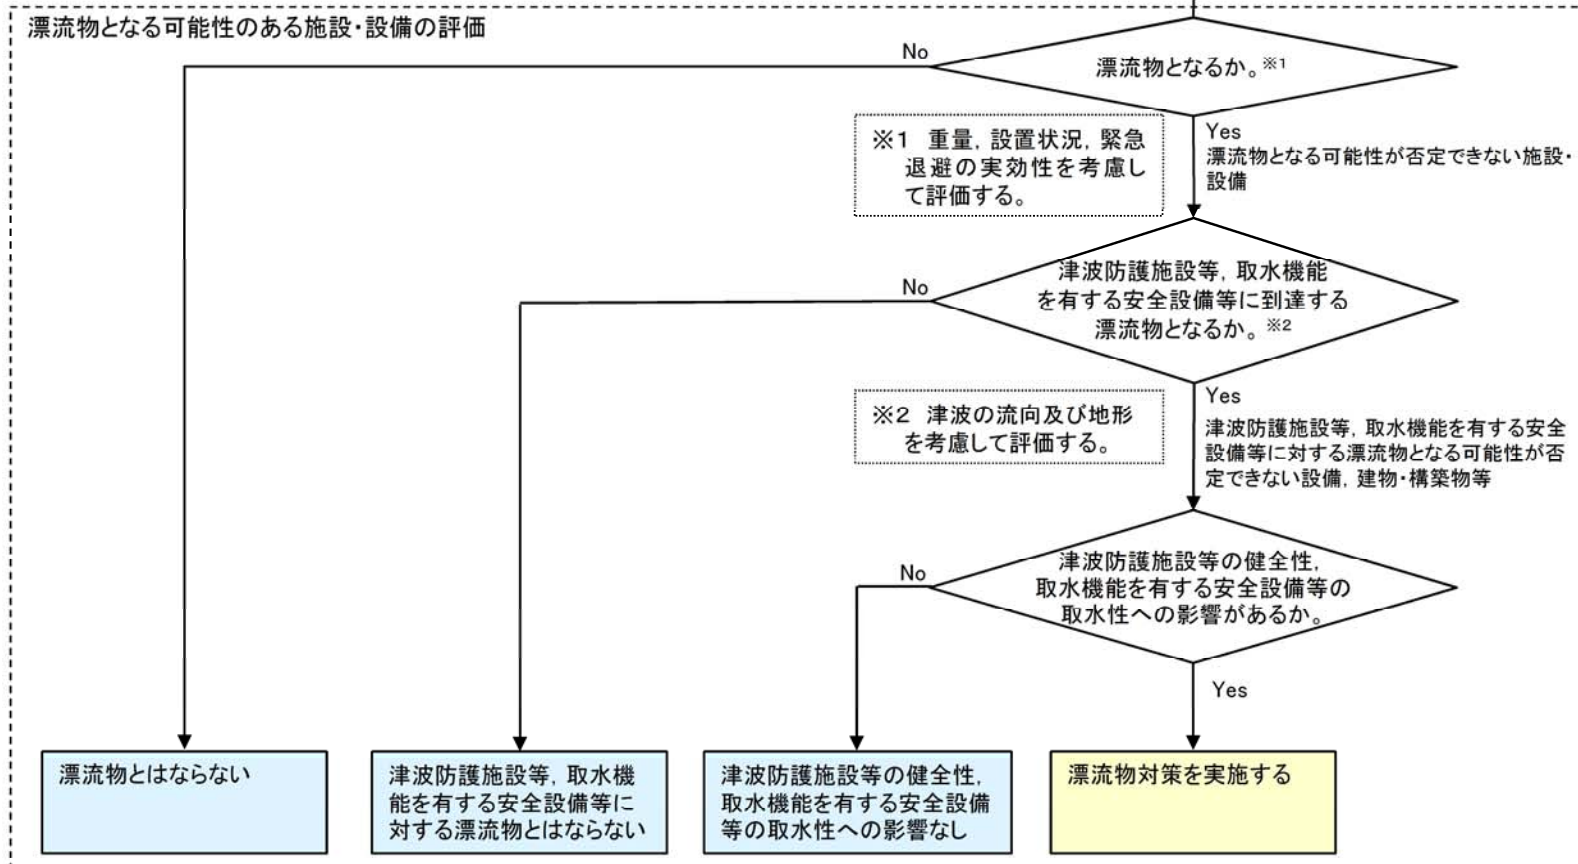 漂流物となる可能性のある施設・設備の評価
No
漂流物となるか。※1
※1 重量，設置状況，緊急
退避の実効性を考慮し
て評価する。
Yes
漂流物となる可能性が否定できない施設・
設備
No
津波防護施設等，取水機能
を有する安全設備等に到達する
漂流物となるか。※2
※2 津波の流向及び地形
を考慮して評価する。
Yes
津波防護施設等，取水機能を有する安全
設備等に対する漂流物となる可能性が否
定できない設備，建物・構築物等
No
津波防護施設等の健全性，
取水機能を有する安全設備等の
取水性への影響があるか。
Yes
漂流物とはならない
津波防護施設等，取水機
能を有する安全設備等に
対する漂流物とはならない
津波防護施設等の健全性，
取水機能を有する安全設備
等の取水性への影響なし
漂流物対策を実施する